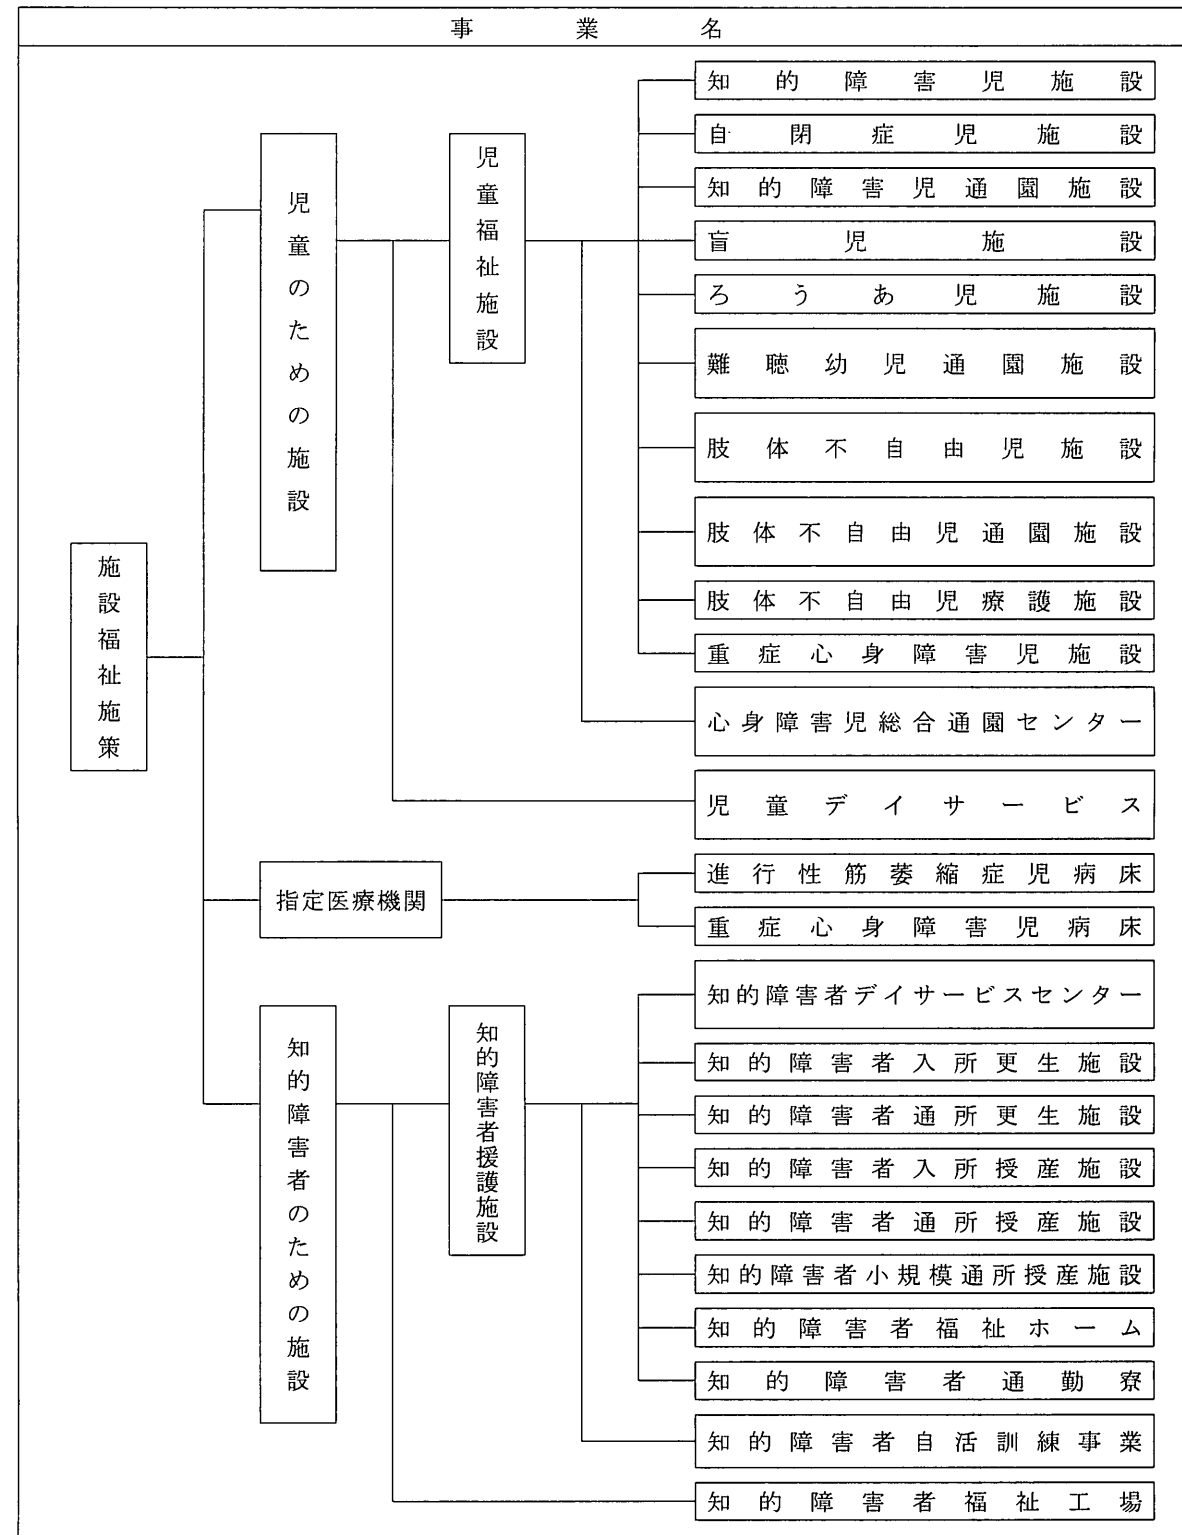 事業名
施設福祉施策
児童のための施設
児童福祉施設
知的障害児施設
自閉症児施設
知的障害児通園施設
盲児施設
ろうあ児施設
難聴幼児通園施設
肢体不自由児施設
肢体不自由児通園施設
肢体不自由児療護施設
重症心身障害児施設
心身障害児総合通園センター
児童デイサービス
指定医療機関
進行性筋萎縮症児病床
重症心身障害児病床
知的障害者のための施設
知的障害者援護施設
知的障害者デイサービスセンター
知的障害者入所更生施設
知的障害者通所更生施設
知的障害者入所授産施設
知的障害者通所授産施設
知的障害者小規模通所授産施設
知的障害者福祉ホーム
知的障害者通勤寮
知的障害者自活訓練事業
知的障害者福祉工場